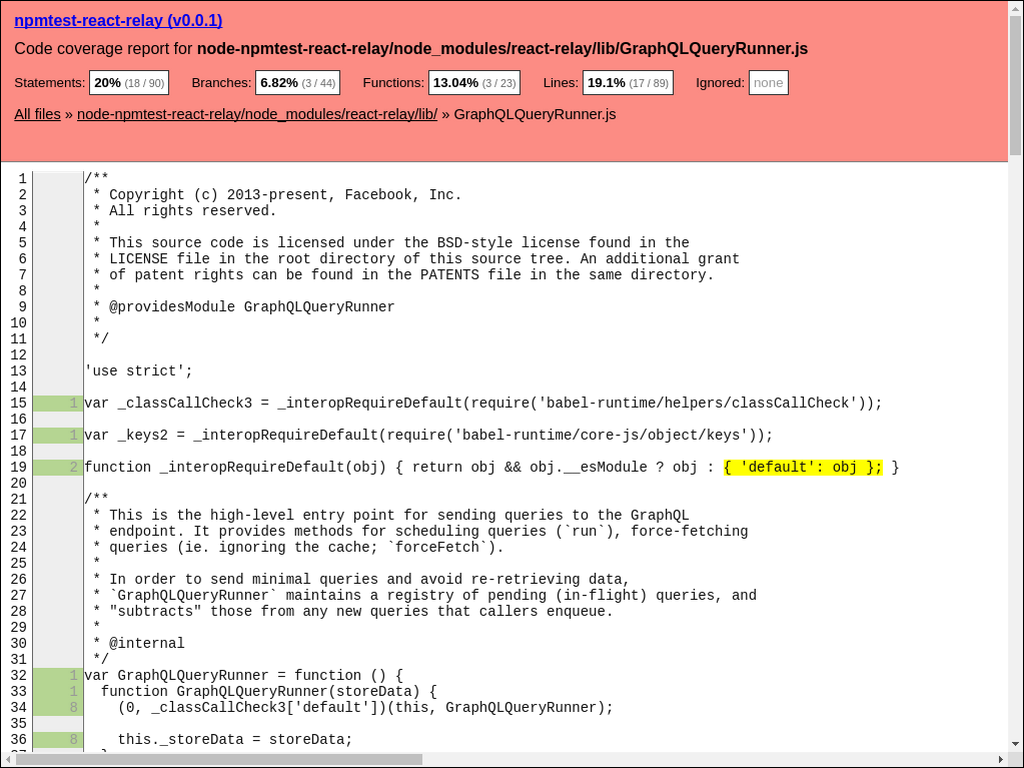 npmtest-react-relay (v0.0.1)
Code coverage report for node-npmtest-react-relay/node_modules/react-relay/lib/GraphQLQueryRunner.js
Statements: 20% (18 / 90) Branches: 6.82% (3 / 44) Functions: 13.04% (3 / 23) Lines: 19.1% (17 / 89) Ignored: none
All files » node-npmtest-react-relay/node_modules/react-relay/lib/ » GraphQLQueryRunner.js
1 /**
2  * Copyright (c) 2013-present, Facebook, Inc.
3  * All rights reserved.
4  *
5  * This source code is licensed under the BSD-style license found in the
6  * LICENSE file in the root directory of this source tree. An additional grant
7  * of patent rights can be found in the PATENTS file in the same directory.
8  *
9  * @providesModule GraphQLQueryRunner
10  *
11  */
12
13 'use strict';
14
15 1 var _classCallCheck3 = _interopRequireDefault(require('babel-runtime/helpers/classCallCheck'));
16
17 1 var _keys2 = _interopRequireDefault(require('babel-runtime/core-js/object/keys'));
18
19 2 function _interopRequireDefault(obj) { return obj && obj.__esModule ? obj : { 'default': obj }; }
20
21 /**
22  * This is the high-level entry point for sending queries to the GraphQL
23  * endpoint. It provides methods for scheduling queries (`run`), force-fetching
24  * queries (ie. ignoring the cache; `forceFetch`).
25  *
26  * In order to send minimal queries and avoid re-retrieving data,
27  * `GraphQLQueryRunner` maintains a registry of pending (in-flight) queries, and
28  * "subtracts" those from any new queries that callers enqueue.
29  *
30  * @internal
31  */
32 1 var GraphQLQueryRunner = function () {
33 1   function GraphQLQueryRunner(storeData) {
34 8     (0, _classCallCheck3['default'])(this, GraphQLQueryRunner);
35
36 8     this._storeData = storeData;
37   }